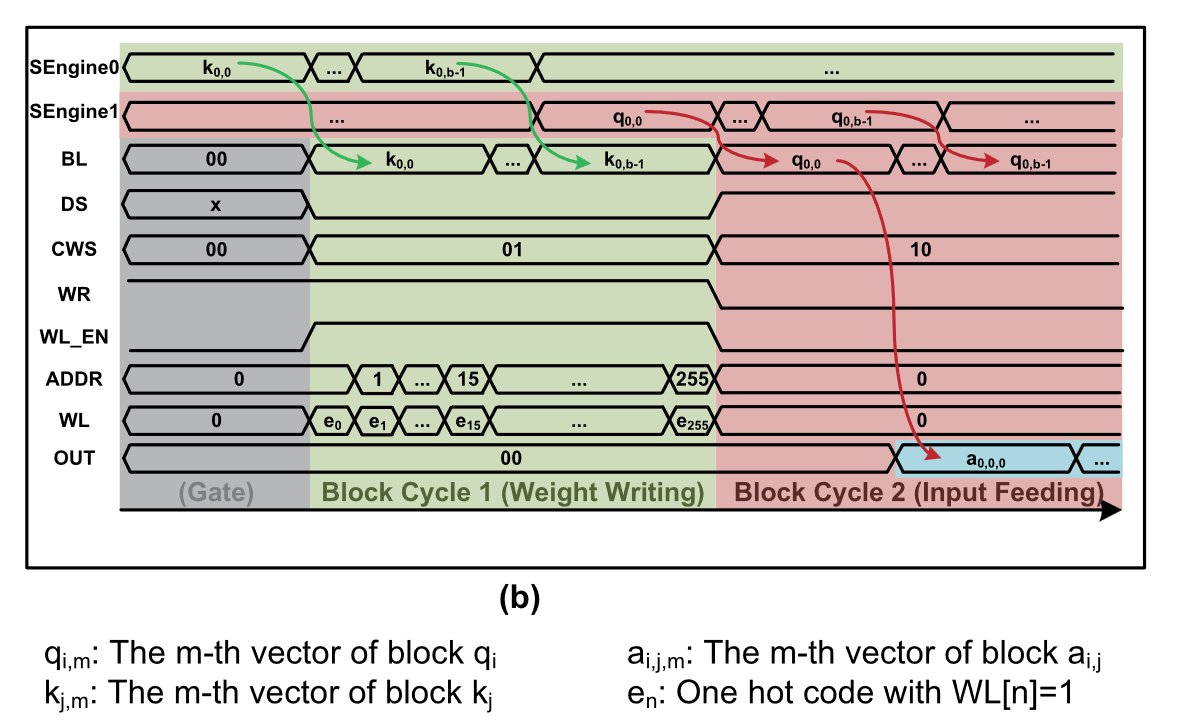 SEngine0 k0,0 ... k0,b-1 ...
SEngine1 ... q0,0 ... q0,b-1 ...
BL 00 k0,0 ... k0,b-1 q0,0 ... q0,b-1
DS x
CWS 00 01 10
WR
WL_EN
ADDR 0 1 ... 15 ... 255 0
WL 0 e0 e1 ... e15 ... e255 0
OUT 00 a0,0,0 ...
(Gate) Block Cycle 1 (Weight Writing) Block Cycle 2 (Input Feeding)
(b)
qi,m: The m-th vector of block qi
ai,j,m: The m-th vector of block ai,j
kj,m: The m-th vector of block kj
en: One hot code with WL[n]=1